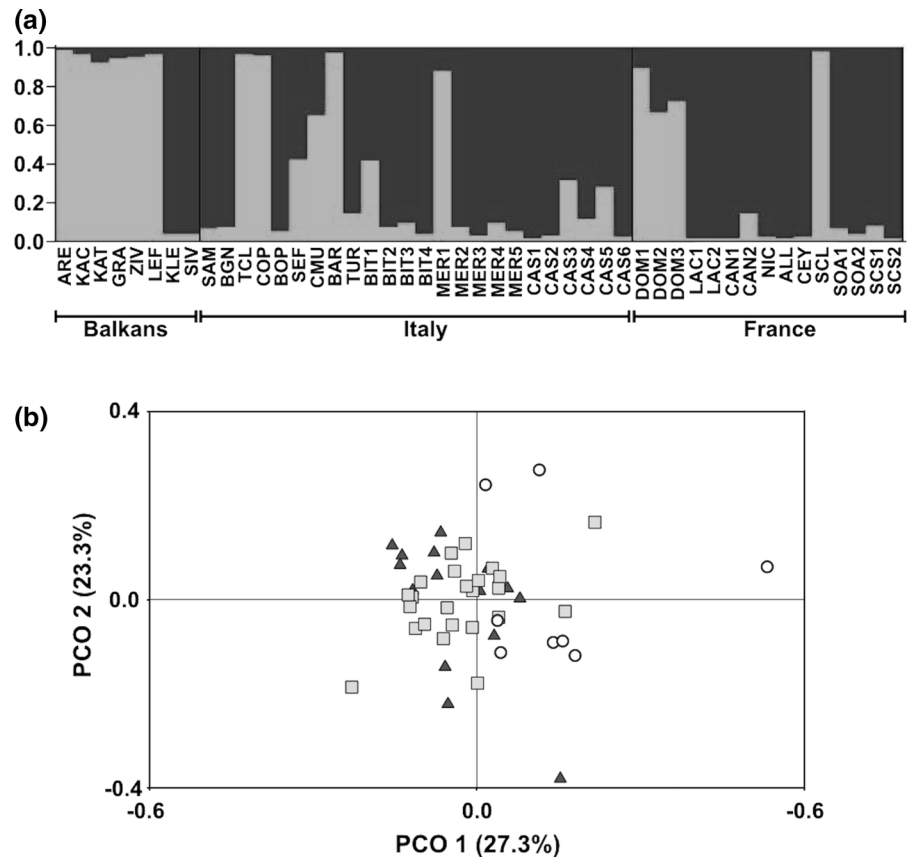 (a)
1.0
0.8
0.6
0.4
0.2
0.0
ARE KAC KAT GRA ZIV LEF KLE SIV SAM BGN TCL COP BOP SEF CMU BAR TUR BIT1 BIT2 BIT3 BIT4 MER1 MER2 MER3 MER4 MER5 CAS1 CAS2 CAS3 CAS4 CAS5 CAS6 DOM1 DOM2 DOM3 LAC1 LAC2 CAN1 CAN2 NIC ALL CEY SCL SOA1 SOA2 SCS1 SCS2
Balkans Italy France
(b)
0.4
0.0
-0.4
PCO 2 (23.3%)
-0.6 0.0 -0.6
PCO 1 (27.3%)